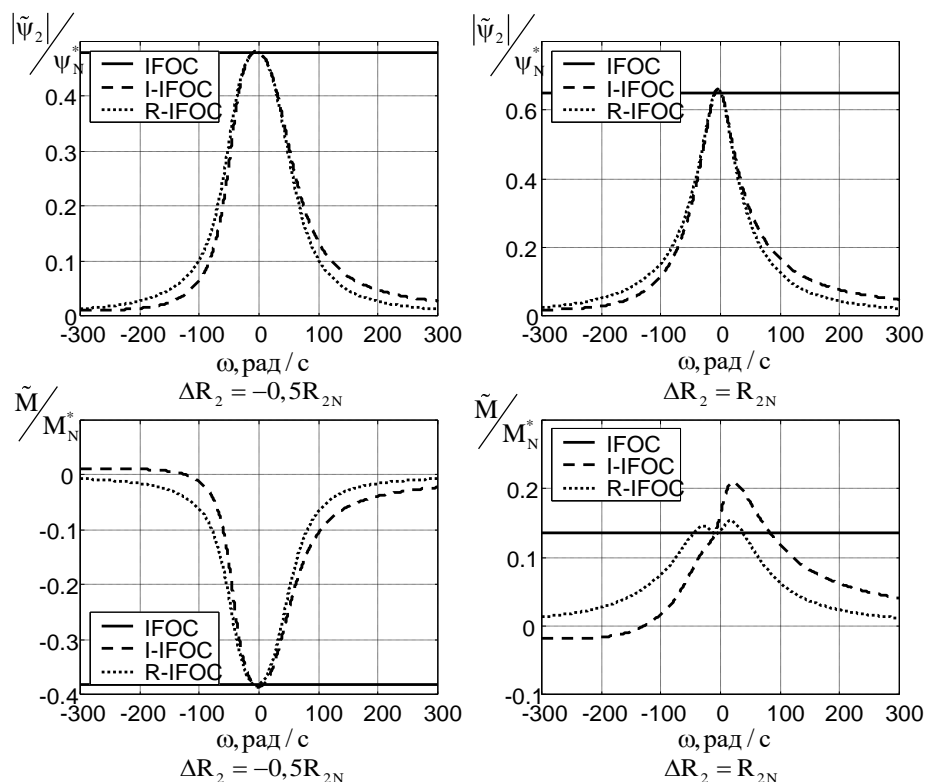 |ψ̃₂| / ψ*_N
IFOC
I-IFOC
R-IFOC
0.4
0.3
0.2
0.1
0
-300 -200 -100 0 100 200 300
ω, рад / с
ΔR₂ = −0,5R₂N
|ψ̃₂| / ψ*_N
IFOC
I-IFOC
R-IFOC
0.6
0.4
0.2
0
-300 -200 -100 0 100 200 300
ω, рад / с
ΔR₂ = R₂N
M̃ / M*_N
0
-0.1
-0.2
-0.3
-0.4
IFOC
I-IFOC
R-IFOC
-300 -200 -100 0 100 200 300
ω, рад / с
ΔR₂ = −0,5R₂N
M̃ / M*_N
IFOC
I-IFOC
R-IFOC
0.2
0.1
0
-0.1
-300 -200 -100 0 100 200 300
ω, рад / с
ΔR₂ = R₂N